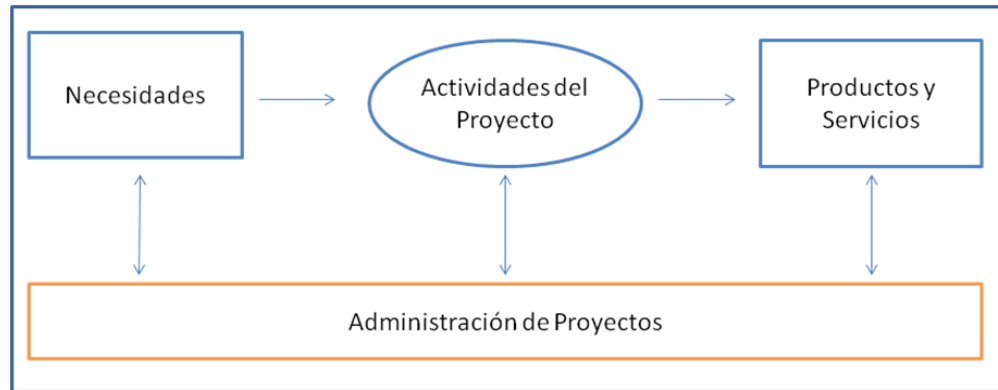 Necesidades
Actividades del
Proyecto
Productos y
Servicios
Administración de Proyectos